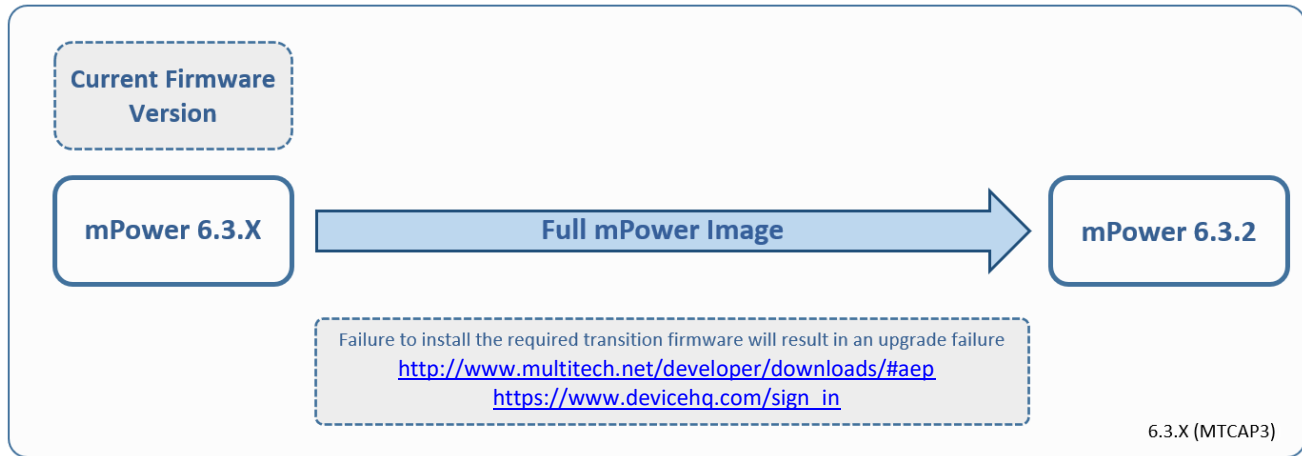 Current Firmware
Version
mPower 6.3.X
Full mPower Image
mPower 6.3.2
Failure to install the required transition firmware will result in an upgrade failure
http://www.multitech.net/developer/downloads/#aep
https://www.devicehq.com/sign_in
6.3.X (MTCAP3)